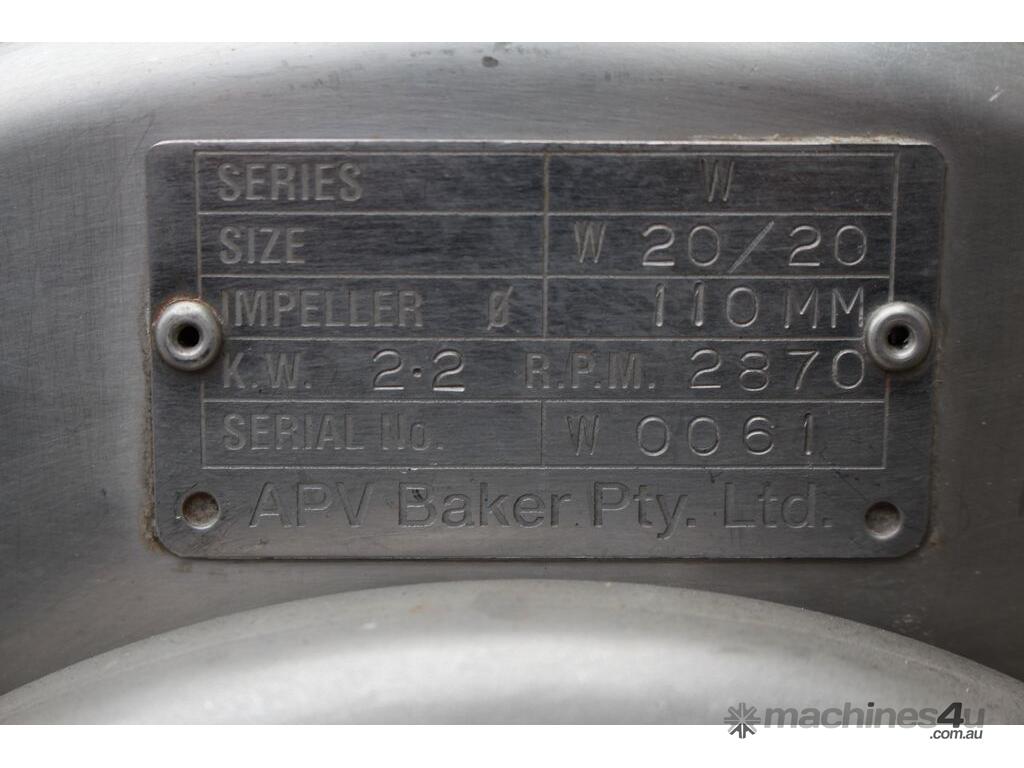 SERIES W
SIZE W 20/20
IMPELLER Ø 110 MM
K.W. 2·2 R.P.M. 2870
SERIAL No. W 0061
APV Baker Pty. Ltd.
machines4u
.com.au